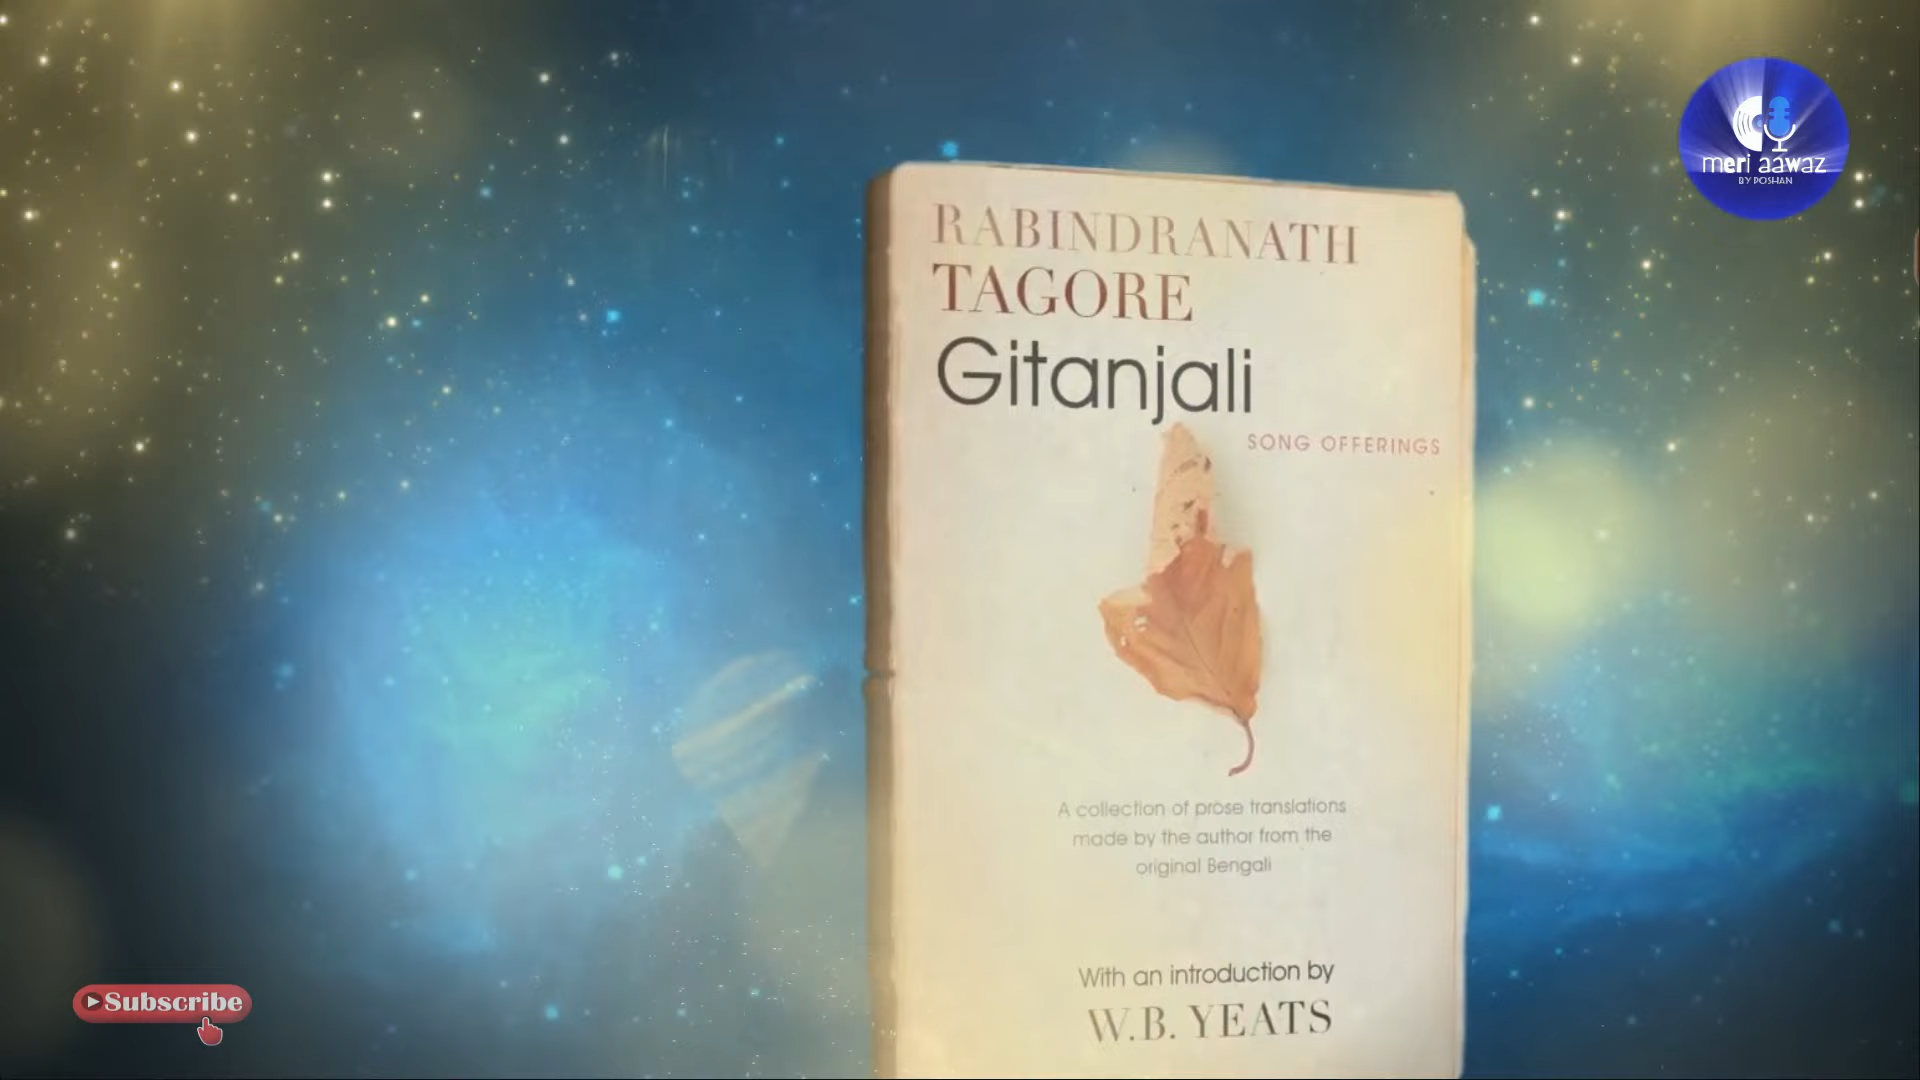 meri aawaz
BY POSHAN
RABINDRANATH
TAGORE
Gitanjali
SONG OFFERINGS
A collection of prose translations
made by the author from the
original Bengali
With an introduction by
W.B. YEATS
Subscribe